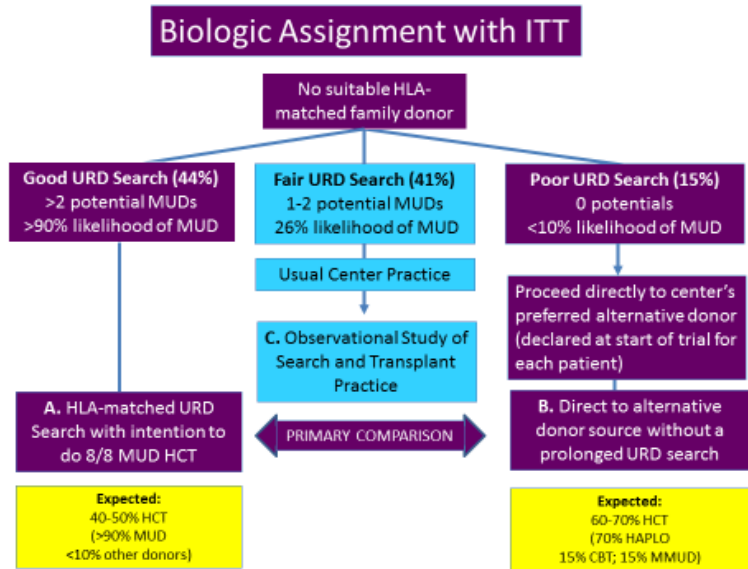 Biologic Assignment with ITT
No suitable HLA-
matched family donor
Good URD Search (44%)
>2 potential MUDs
>90% likelihood of MUD
Fair URD Search (41%)
1-2 potential MUDs
26% likelihood of MUD
Poor URD Search (15%)
0 potentials
<10% likelihood of MUD
Usual Center Practice
Proceed directly to center's
preferred alternative donor
(declared at start of trial for
each patient)
C. Observational Study of
Search and Transplant
Practice
A. HLA-matched URD
Search with intention to
do 8/8 MUD HCT
PRIMARY COMPARISON
B. Direct to alternative
donor source without a
prolonged URD search
Expected:
40-50% HCT
(>90% MUD
<10% other donors)
Expected:
60-70% HCT
(70% HAPLO
15% CBT; 15% MMUD)